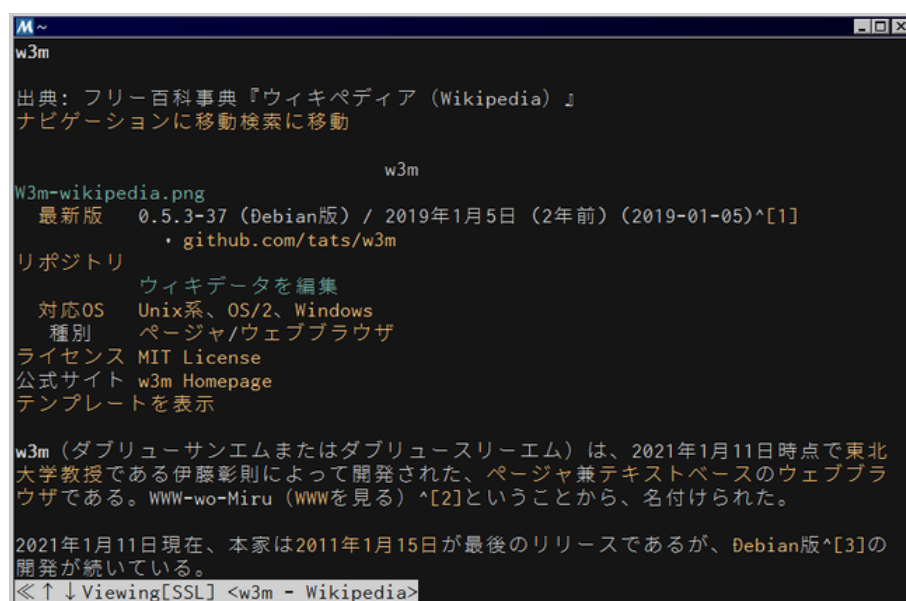 M ~
w3m
出典: フリー百科事典『ウィキペディア (Wikipedia) 』
ナビゲーションに移動検索に移動
w3m
W3m-wikipedia.png
最新版 0.5.3-37 (Debian版) / 2019年1月5日 (2年前) (2019-01-05)^[1]
・ github.com/tats/w3m
リポジトリ
ウィキデータを編集
対応OS Unix系、OS/2、Windows
種別 ページャ/ウェブブラウザ
ライセンス MIT License
公式サイト w3m Homepage
テンプレートを表示
w3m (ダブリューサンエムまたはダブリュースリーエム) は、2021年1月11日時点で東北
大学教授である伊藤彰則によって開発された、ページャ兼テキストベースのウェブブラ
ウザである。WWW-wo-Miru (WWWを見る) ^[2]ということから、名付けられた。
2021年1月11日現在、本家は2011年1月15日が最後のリリースであるが、Debian版^[3]の
開発が続いている。
≪↑↓Viewing[SSL] <w3m - Wikipedia>